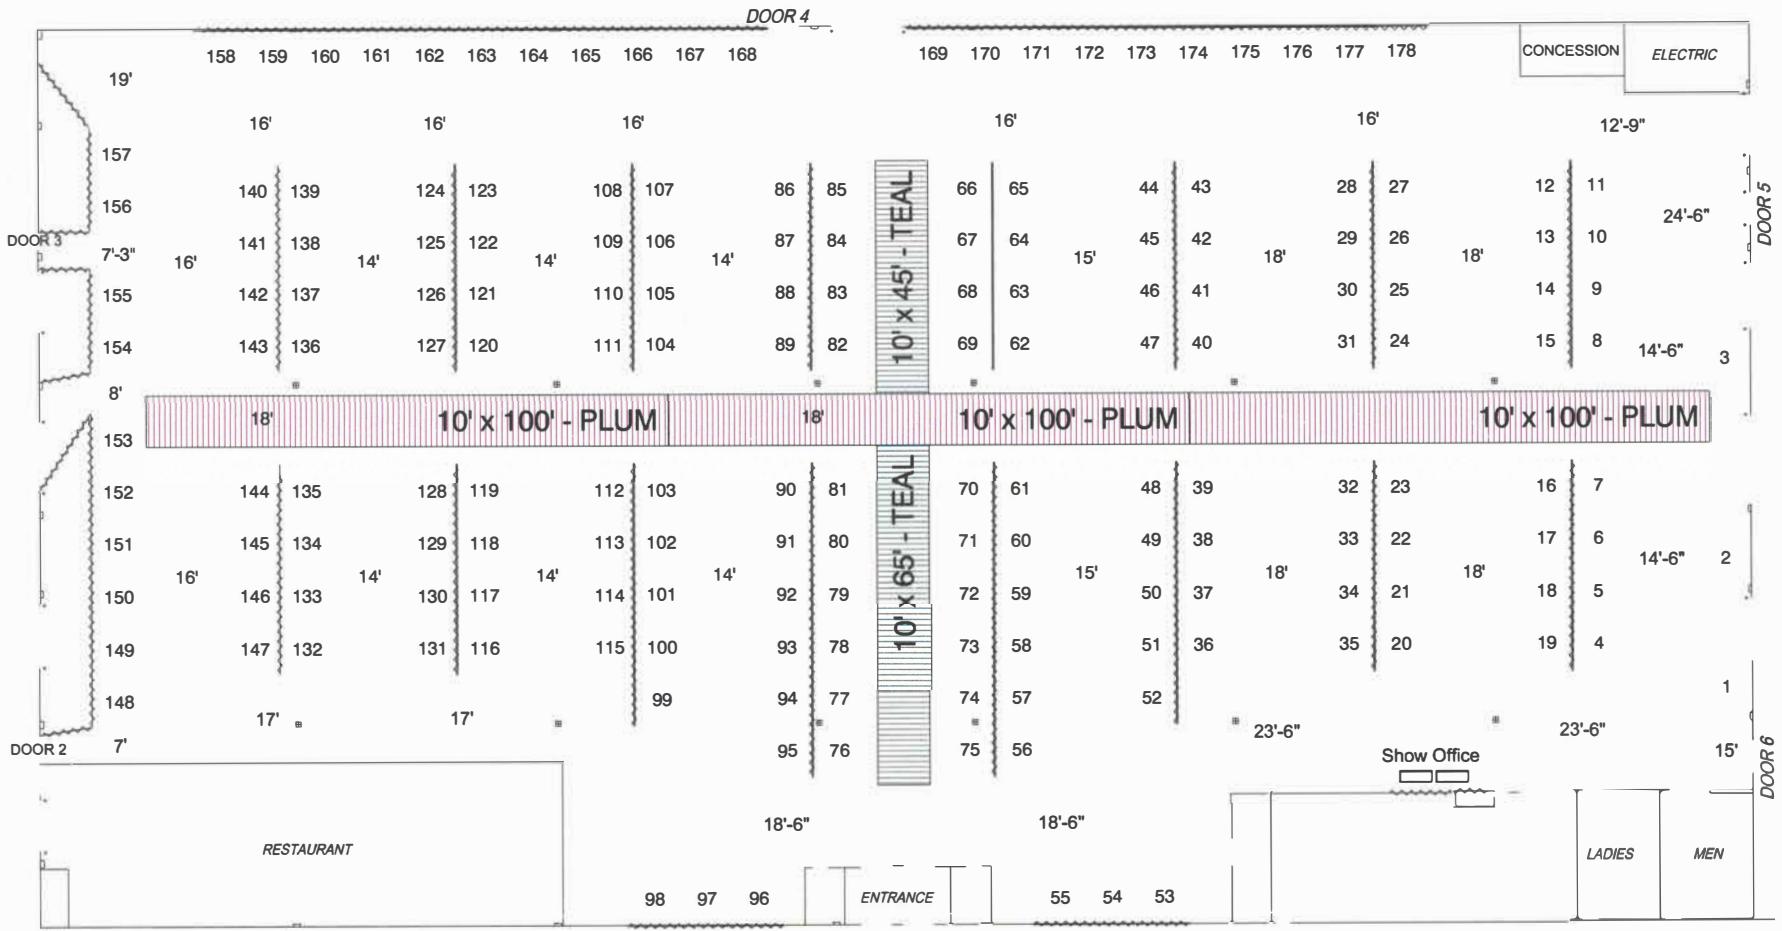 DOOR 4
158 159 160 161 162 163 164 165 166 167 168 169 170 171 172 173 174 175 176 177 178 CONCESSION ELECTRIC
19'
16' 16' 16' 16' 16' 12'-9"
157
140 139 124 123 108 107 86 85 66 65 44 43 28 27 12 11
156 24'-6" DOOR 5
DOOR 3 141 138 125 122 109 106 87 84 67 64 45 42 29 26 13 10
7'-3" 16' 14' 14' 14' 10' x 45' - TEAL 15' 18' 18'
155 142 137 126 121 110 105 88 83 68 63 46 41 30 25 14 9
154 143 136 127 120 111 104 89 82 69 62 47 40 31 24 15 8 14'-6" 3
8'
18' 10' x 100' - PLUM 18' 10' x 100' - PLUM 10' x 100' - PLUM
153
152 144 135 128 119 112 103 90 81 70 61 48 39 32 23 16 7
151 145 134 129 118 113 102 91 80 71 60 49 38 33 22 17 6
16' 14' 14' 14' 10' x 65' - TEAL 15' 18' 18' 14'-6" 2
150 146 133 130 117 114 101 92 79 72 59 50 37 34 21 18 5
149 147 132 131 116 115 100 93 78 73 58 51 36 35 20 19 4
148 99 94 77 74 57 52 1
17' 17' 23'-6" 23'-6"
DOOR 2 7' 95 76 75 56 Show Office 15' DOOR 6
18'-6" 18'-6"
RESTAURANT LADIES MEN
98 97 96 ENTRANCE 55 54 53